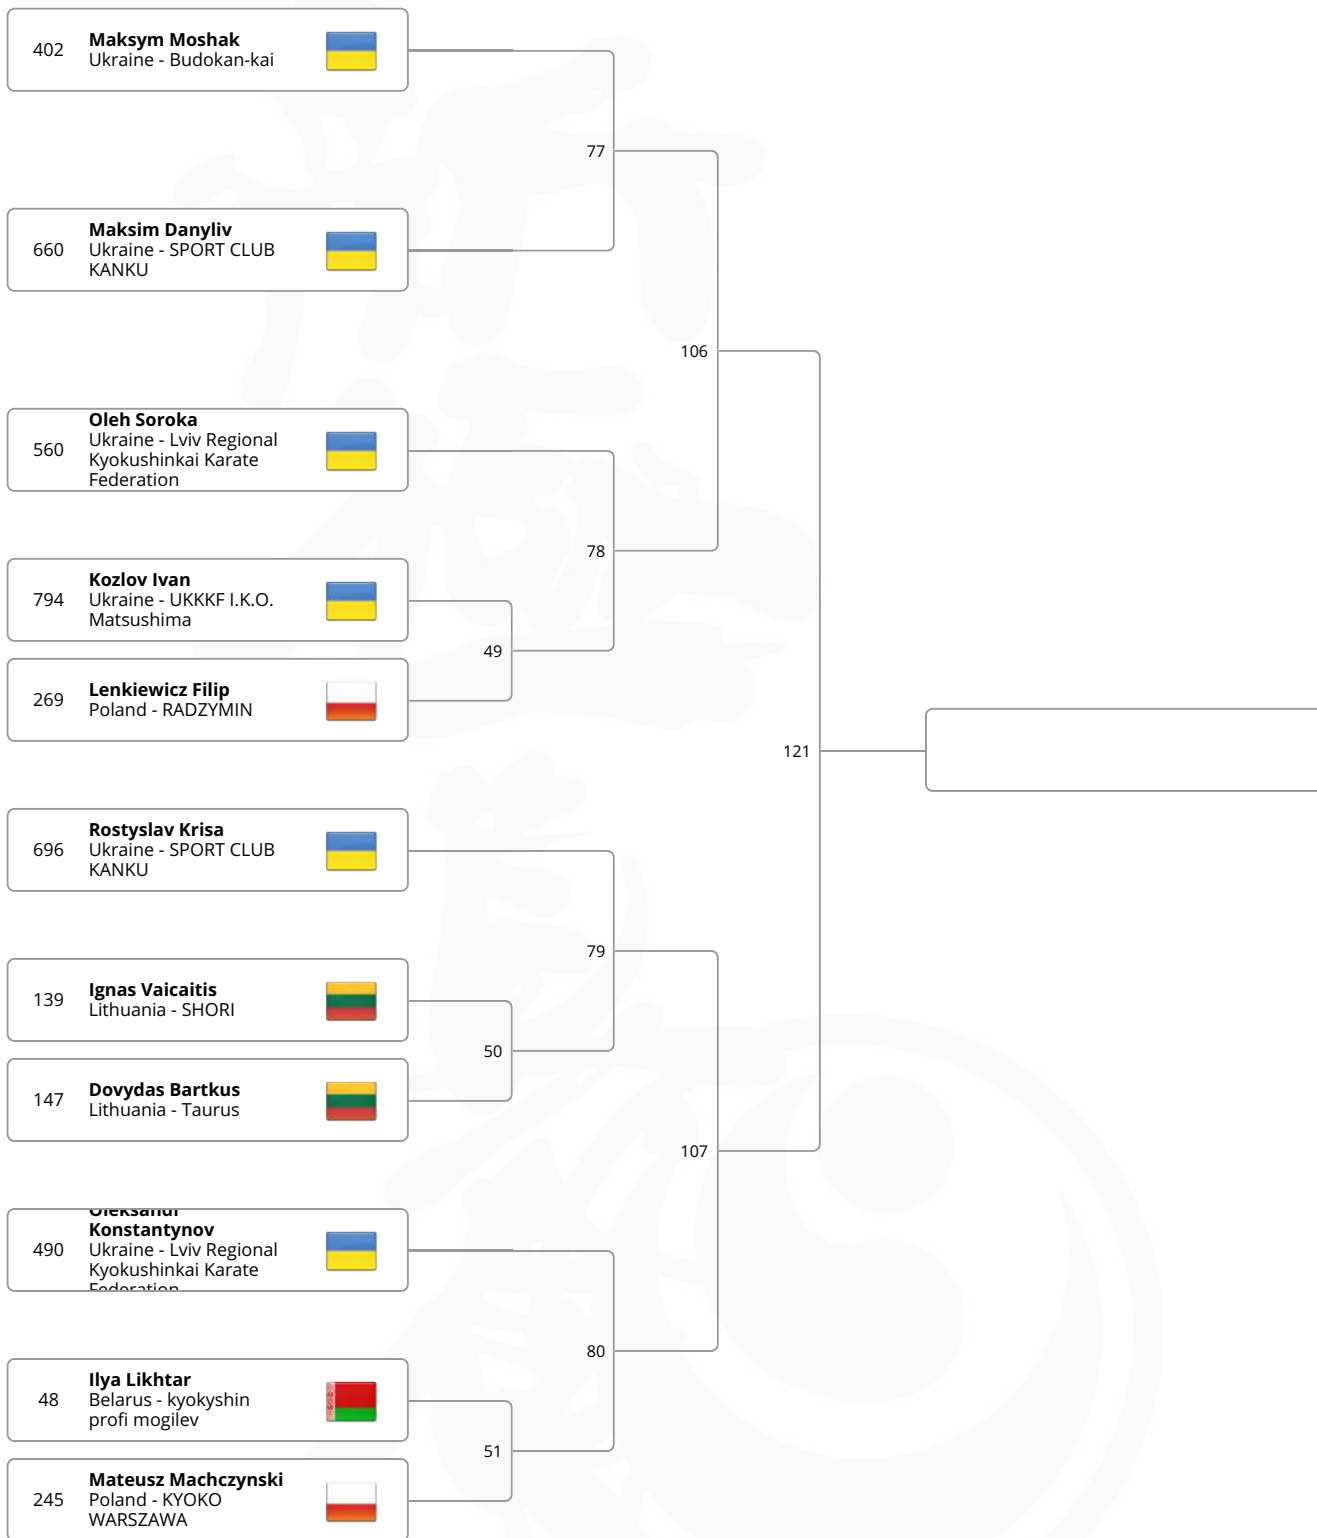 402
Maksym Moshak
Ukraine - Budokan-kai
77
660
Maksim Danyliv
Ukraine - SPORT CLUB
KANKU
106
560
Oleh Soroka
Ukraine - Lviv Regional
Kyokushinkai Karate
Federation
78
794
Kozlov Ivan
Ukraine - UKKKF I.K.O.
Matsushima
49
269
Lenkiewicz Filip
Poland - RADZYMIN
121
696
Rostyslav Krisa
Ukraine - SPORT CLUB
KANKU
79
139
Ignas Vaicaitis
Lithuania - SHORI
50
147
Dovydas Bartkus
Lithuania - Taurus
107
490
Oleksandr
Konstantynov
Ukraine - Lviv Regional
Kyokushinkai Karate
Federation
80
48
Ilya Likhtar
Belarus - kyokyshin
profi mogilev
51
245
Mateusz Machczynski
Poland - KYOKO
WARSZAWA